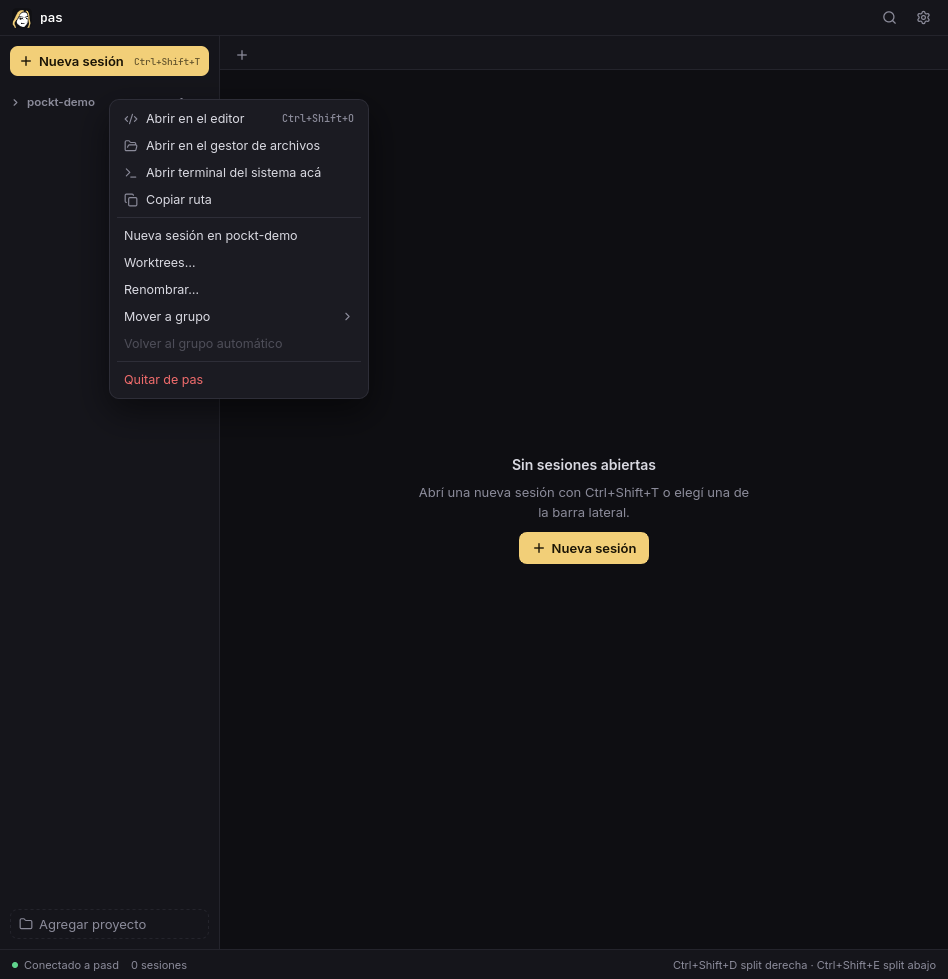 pas
Nueva sesión Ctrl+Shift+T
pockt-demo
Abrir en el editor Ctrl+Shift+O
Abrir en el gestor de archivos
Abrir terminal del sistema acá
Copiar ruta
Nueva sesión en pockt-demo
Worktrees...
Renombrar...
Mover a grupo
Volver al grupo automático
Quitar de pas
Sin sesiones abiertas
Abrí una nueva sesión con Ctrl+Shift+T o elegí una de
la barra lateral.
Nueva sesión
Agregar proyecto
Conectado a pasd 0 sesiones
Ctrl+Shift+D split derecha · Ctrl+Shift+E split abajo